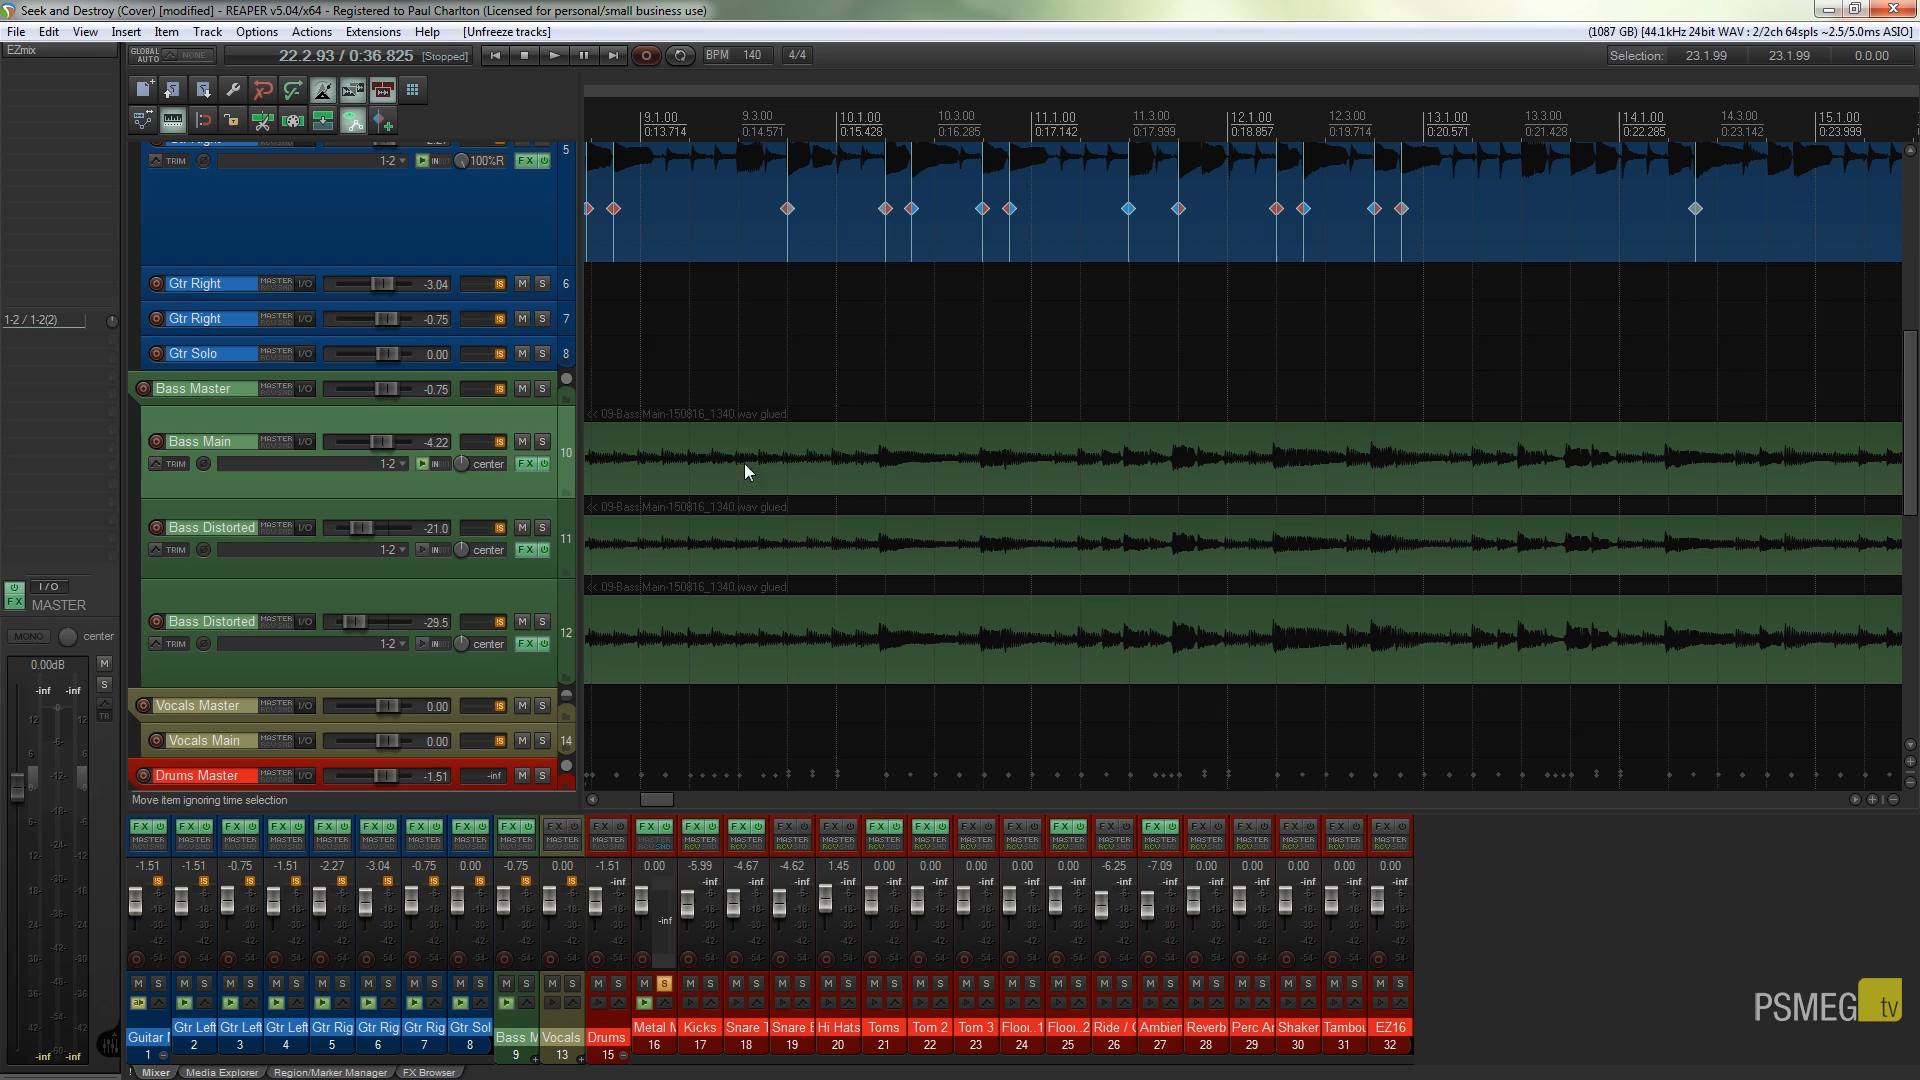 Seek and Destroy (Cover) [modified] - REAPER v5.04/x64 - Registered to Paul Charlton (Licensed for personal/small business use)
File Edit View Insert Item Track Options Actions Extensions Help [Unfreeze tracks]
(1087 GB) [44.1kHz 24bit WAV : 2/2ch 64spls ~2.5/5.0ms ASIO]
EZmix
GLOBAL AUTO NONE
22.2.93 / 0:36.825 [Stopped]
BPM 140 4/4
Selection: 23.1.99 23.1.99 0.0.00
9.1.00 9.3.00 10.1.00 10.3.00 11.1.00 11.3.00 12.1.00 12.3.00 13.1.00 13.3.00 14.1.00 14.3.00 15.1.00
0:13.714 0:14.571 0:15.428 0:16.285 0:17.142 0:17.999 0:18.857 0:19.714 0:20.571 0:21.428 0:22.285 0:23.142 0:23.999
5
TRIM 1-2 IN 100%R FX
Gtr Right MASTER I/O -3.04 M S 6
1-2 / 1-2(2)
Gtr Right MASTER I/O -0.75 M S 7
Gtr Solo MASTER I/O 0.00 M S 8
Bass Master MASTER I/O -0.75 M S
<< 09-Bass Main-150816_1340.wav glued
Bass Main MASTER I/O -4.22 M S 10
TRIM 1-2 IN center FX
<< 09-Bass Main-150816_1340.wav glued
Bass Distorted MASTER I/O -21.0 M S 11
TRIM 1-2 IN center FX
<< 09-Bass Main-150816_1340.wav glued
Bass Distorted MASTER I/O -29.5 M S 12
TRIM 1-2 IN center FX
Vocals Master MASTER I/O 0.00 M S
Vocals Main MASTER I/O 0.00 M S 14
Drums Master MASTER I/O -1.51 -inf M S
Move item ignoring time selection
I/O
FX MASTER
MONO center
0.00dB M
-inf -inf S
TR
-1.51 -1.51 -0.75 -1.51 -2.27 -3.04 -0.75 0.00 -0.75 0.00 -1.51 0.00 -5.99 -4.67 -4.62 1.45 0.00 0.00 0.00 0.00 0.00 -6.25 -7.09 0.00 0.00 0.00 0.00 0.00
Guitar Gtr Left Gtr Left Gtr Left Gtr Rig Gtr Rig Gtr Rig Gtr Sol Bass M Vocals Drums Metal M Kicks Snare T Snare B Hi Hats Toms Tom 2 Tom 3 Floor..1 Floor..2 Ride / C Ambien Reverb Perc Ar Shaker Tambou EZ16
1 2 3 4 5 6 7 8 9 13 15 16 17 18 19 20 21 22 23 24 25 26 27 28 29 30 31 32
-inf -inf
! Mixer Media Explorer Region/Marker Manager FX Browser
PSMEG tv